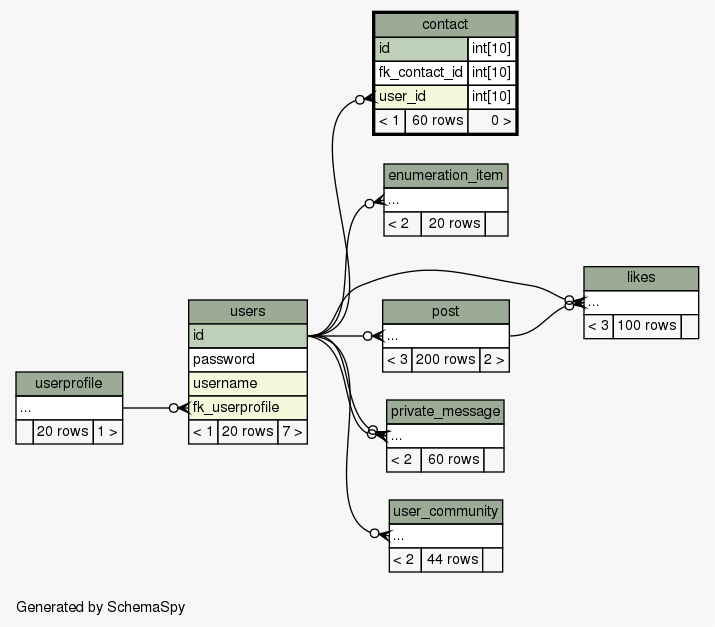 contact
id int[10]
fk_contact_id int[10]
user_id int[10]
< 1 60 rows 0 >
enumeration_item
...
< 2 20 rows
likes
...
< 3 100 rows
users
id
password
username
fk_userprofile
< 1 20 rows 7 >
post
...
< 3 200 rows 2 >
userprofile
...
20 rows 1 >
private_message
...
< 2 60 rows
user_community
...
< 2 44 rows
Generated by SchemaSpy